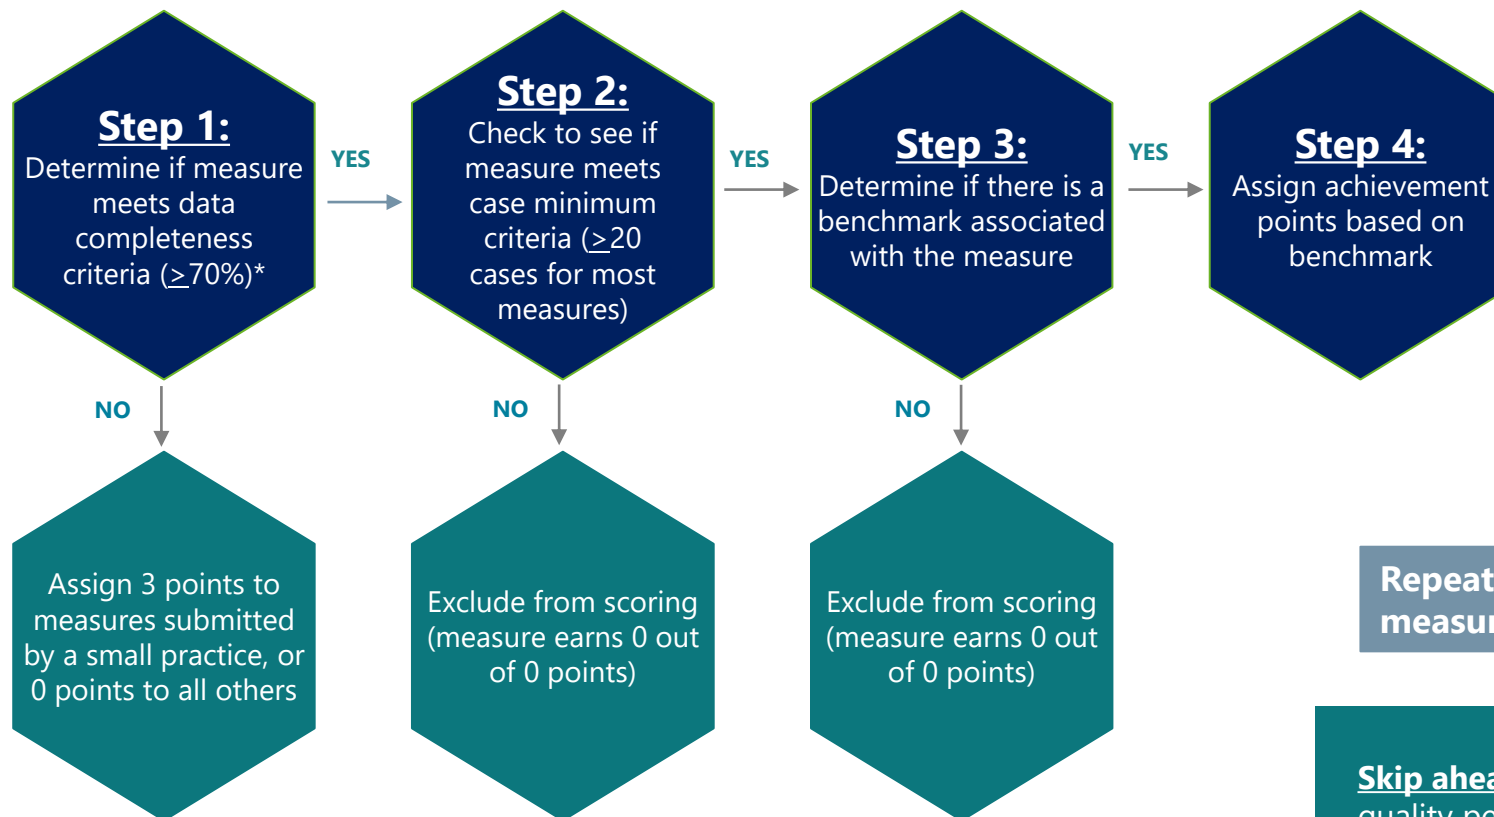 Step 1:
Determine if measure
meets data
completeness
criteria (≥70%)*
YES
Step 2:
Check to see if
measure meets
case minimum
criteria (≥20
cases for most
measures)
YES
Step 3:
Determine if there is a
benchmark associated
with the measure
YES
Step 4:
Assign achievement
points based on
benchmark
NO
NO
NO
Assign 3 points to
measures submitted
by a small practice, or
0 points to all others
Exclude from scoring
(measure earns 0 out
of 0 points)
Exclude from scoring
(measure earns 0 out
of 0 points)
Repeat
Skip
quality